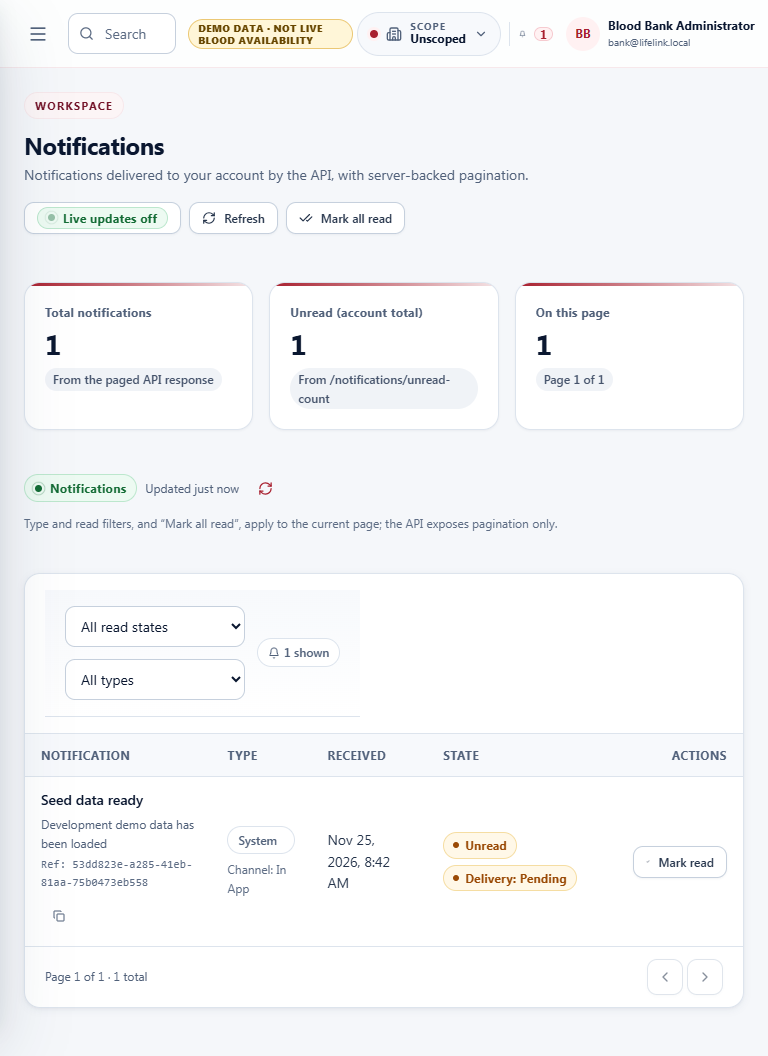 Search
DEMO DATA · NOT LIVE
BLOOD AVAILABILITY
SCOPE
Unscoped
1
BB
Blood Bank Administrator
bank@lifelink.local
WORKSPACE
Notifications
Notifications delivered to your account by the API, with server-backed pagination.
Live updates off
Refresh
Mark all read
Total notifications
1
From the paged API response
Unread (account total)
1
From /notifications/unread-
count
On this page
1
Page 1 of 1
Notifications
Updated just now
Type and read filters, and “Mark all read”, apply to the current page; the API exposes pagination only.
All read states
All types
1 shown
NOTIFICATION TYPE RECEIVED STATE ACTIONS
Seed data ready
Development demo data has
been loaded
Ref: 53dd823e-a285-41eb-
81aa-75b0473eb558
System
Channel: In
App
Nov 25,
2026, 8:42
AM
Unread
Delivery: Pending
Mark read
Page 1 of 1 · 1 total